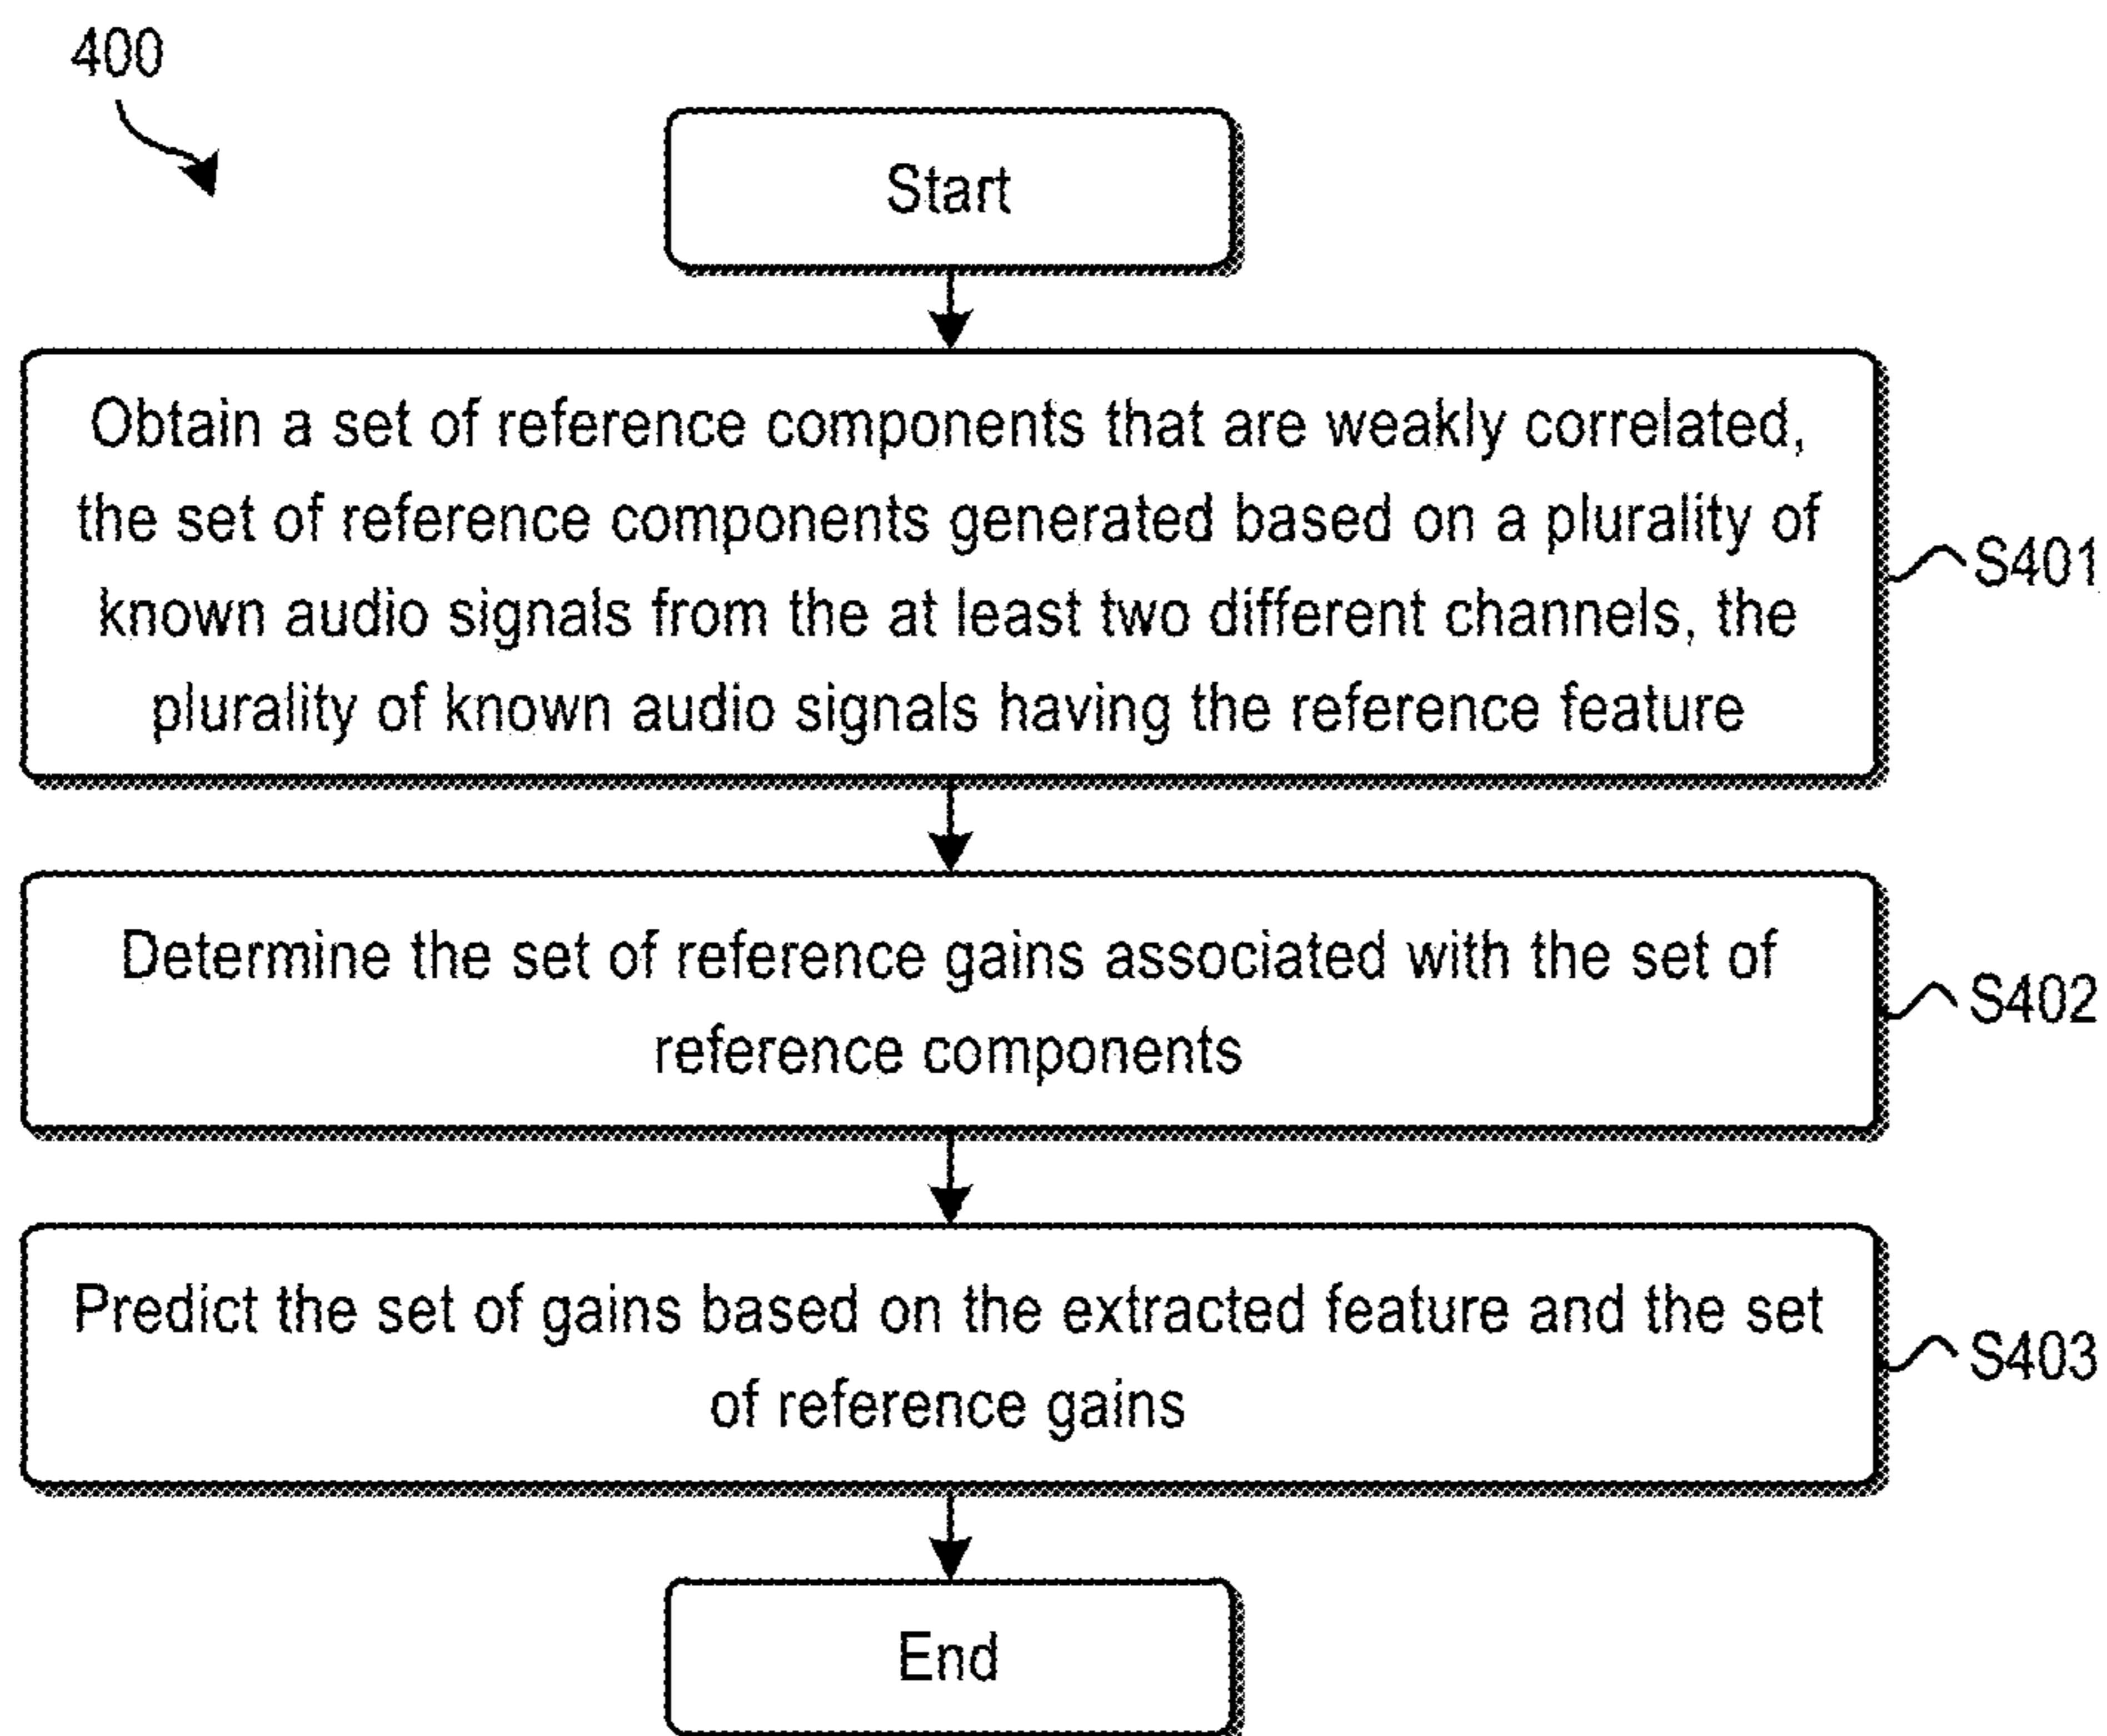 400
Start
Obtain a set of reference components that are weakly correlated,
the set of reference components generated based on a plurality of
known audio signals from the at least two different channels, the
plurality of known audio signals having the reference feature
S401
Determine the set of reference gains associated with the set of
reference components
S402
Predict the set of gains based on the extracted feature and the set
of reference gains
S403
End